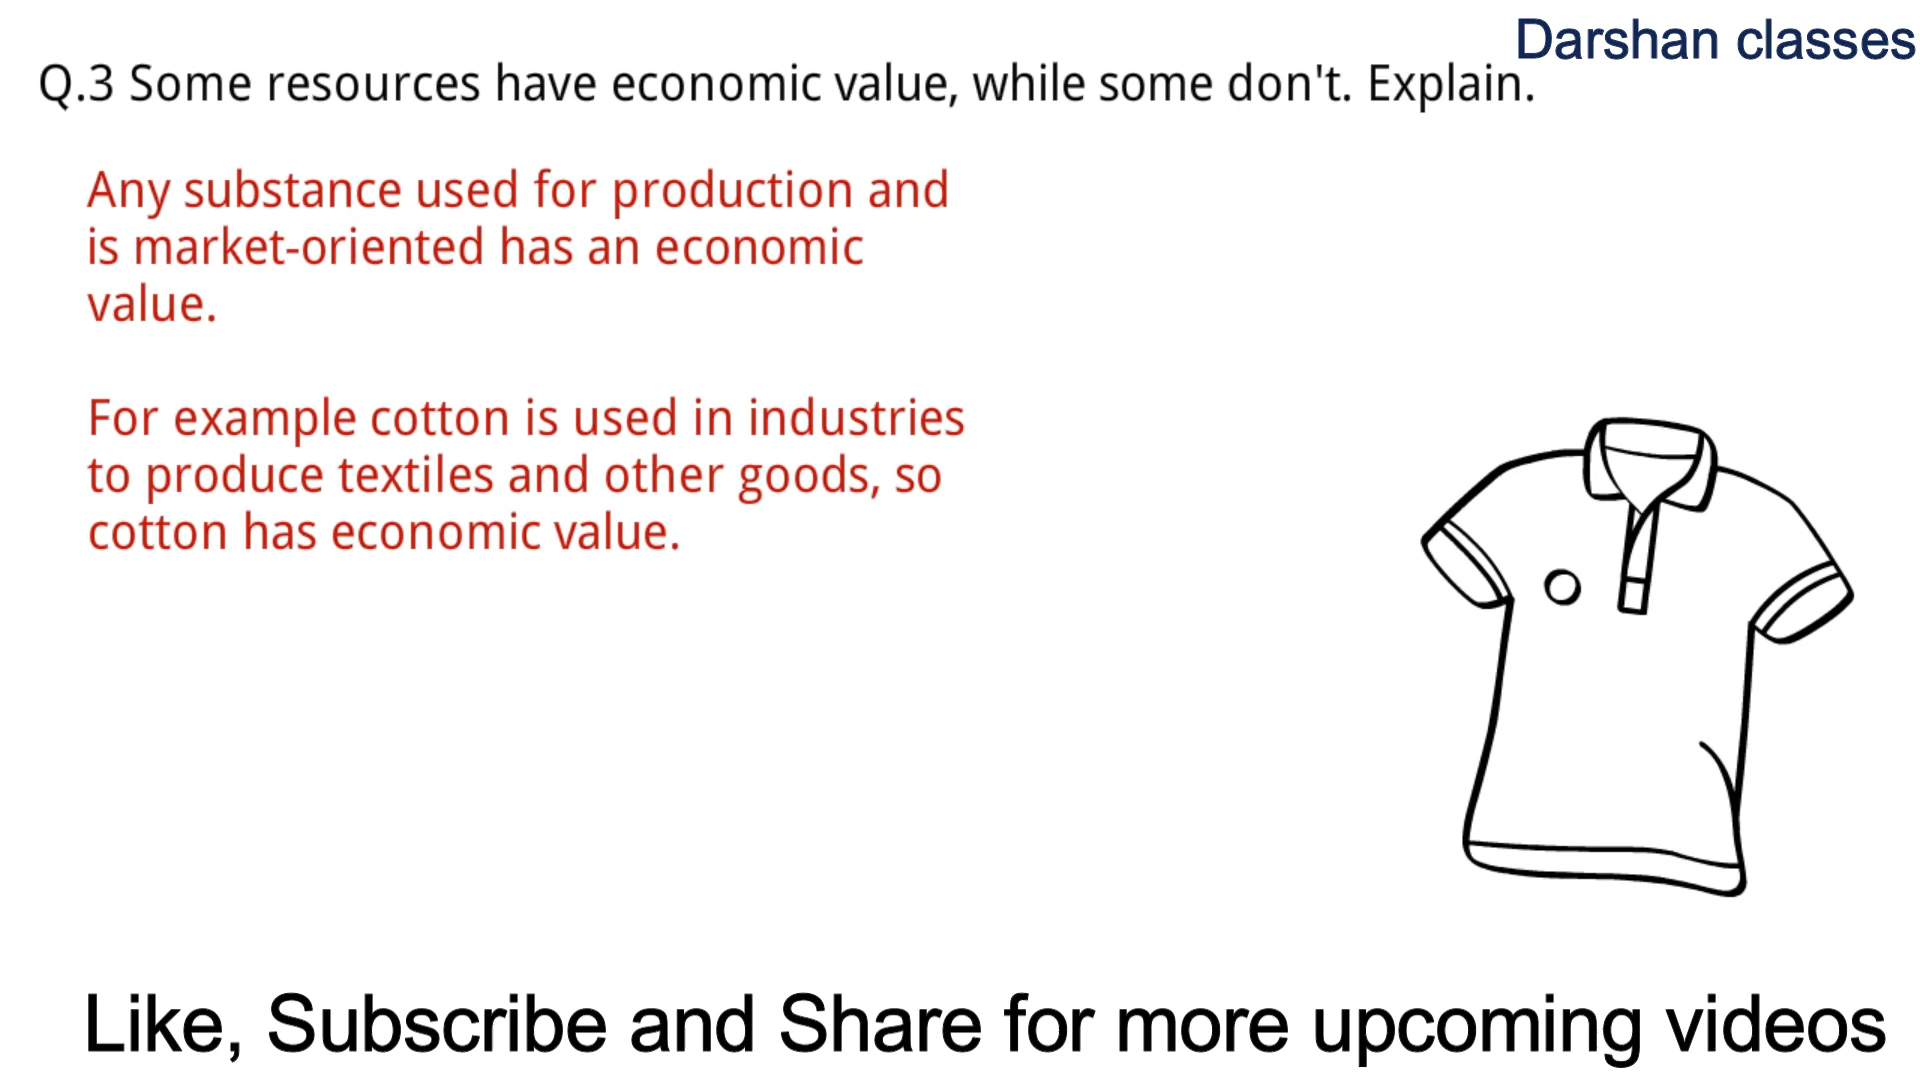 Darshan classes
Q.3 Some resources have economic value, while some don't. Explain.
Any substance used for production and
is market-oriented has an economic
value.
For example cotton is used in industries
to produce textiles and other goods, so
cotton has economic value.
Like, Subscribe and Share for more upcoming videos